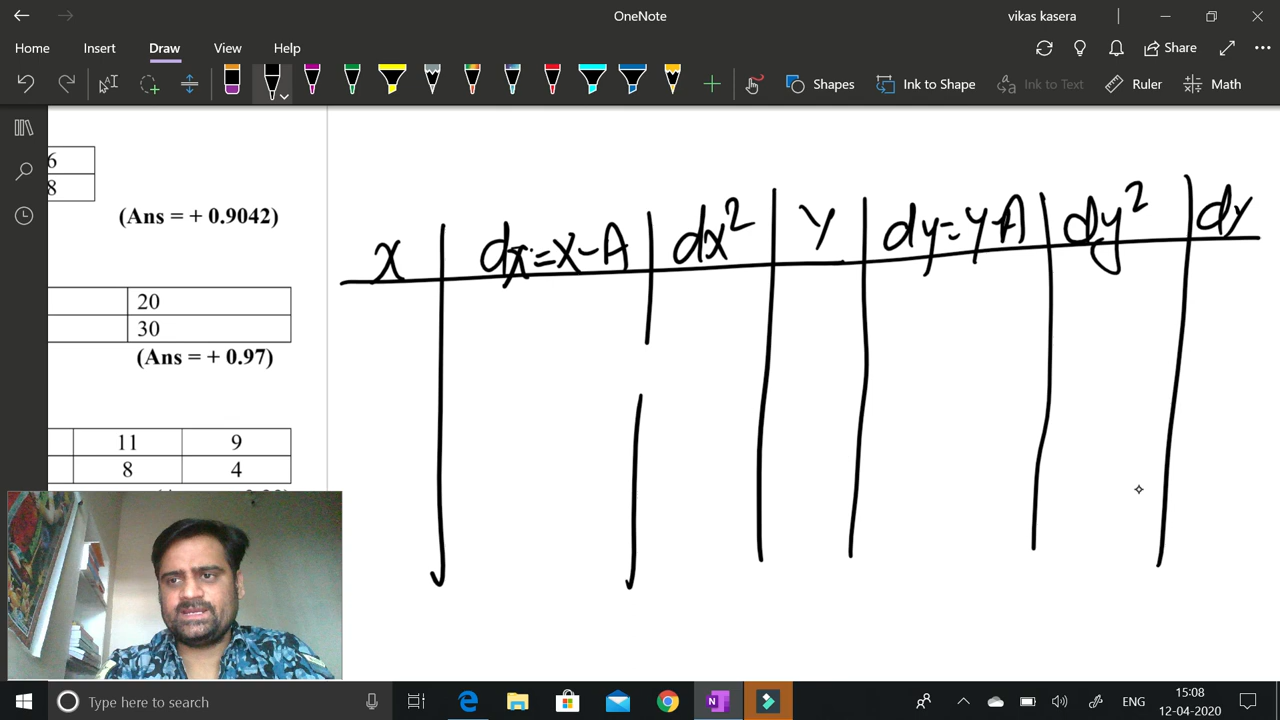 OneNote
vikas kasera
Home Insert Draw View Help
Share
Shapes Ink to Shape Ink to Text Ruler Math
6
8
(Ans = + 0.9042)
x dx=x-A dx² y dy=y-A dy² dy
20
30
(Ans = + 0.97)
11 9
8 4
Type here to search
ENG
15:08
12-04-2020